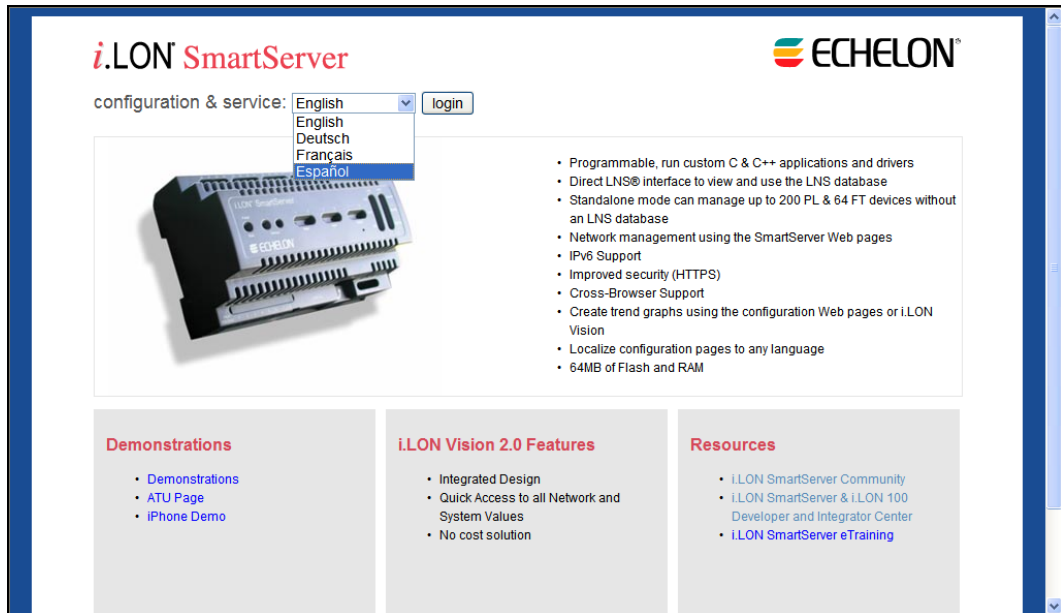 i.LON SmartServer
ECHELON®
configuration & service: English login
English
Deutsch
Français
Español
i.LON SmartServer
ECHELON
• Programmable, run custom C & C++ applications and drivers
• Direct LNS® interface to view and use the LNS database
• Standalone mode can manage up to 200 PL & 64 FT devices without
an LNS database
• Network management using the SmartServer Web pages
• IPv6 Support
• Improved security (HTTPS)
• Cross-Browser Support
• Create trend graphs using the configuration Web pages or i.LON
Vision
• Localize configuration pages to any language
• 64MB of Flash and RAM
Demonstrations
• Demonstrations
• ATU Page
• iPhone Demo
i.LON Vision 2.0 Features
• Integrated Design
• Quick Access to all Network and
System Values
• No cost solution
Resources
• i.LON SmartServer Community
• i.LON SmartServer & i.LON 100
Developer and Integrator Center
• i.LON SmartServer eTraining